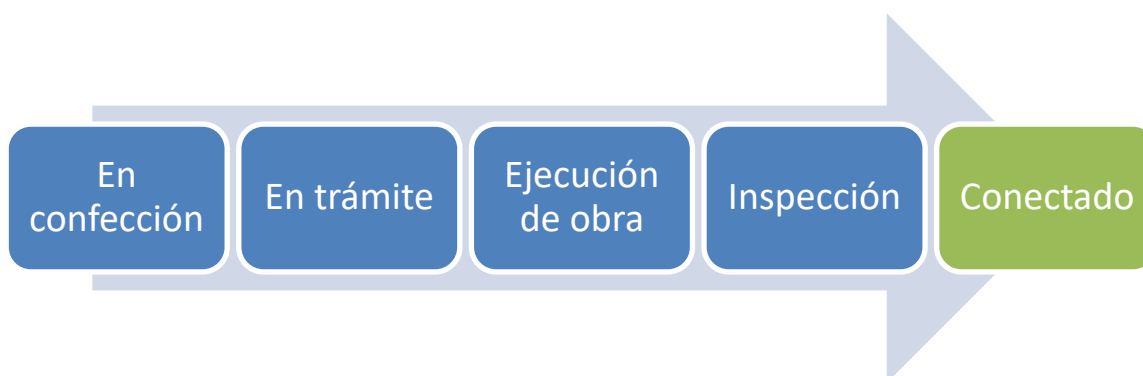 En
confección
En trámite
Ejecución
de obra
Inspección
Conectado